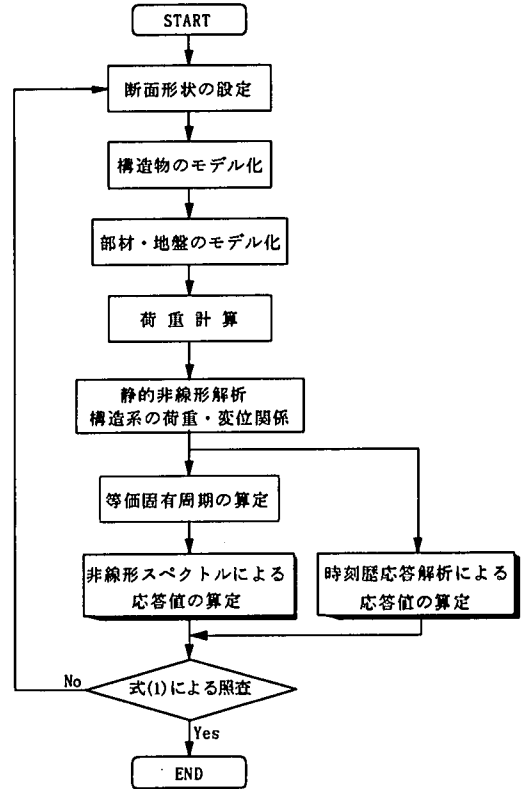 START
断面形状の設定
構造物のモデル化
部材・地盤のモデル化
荷 重 計 算
静的非線形解析
構造系の荷重・変位関係
等価固有周期の算定
非線形スペクトルによる
応答値の算定
時刻歴応答解析による
応答値の算定
式(1)による照査
No
Yes
END